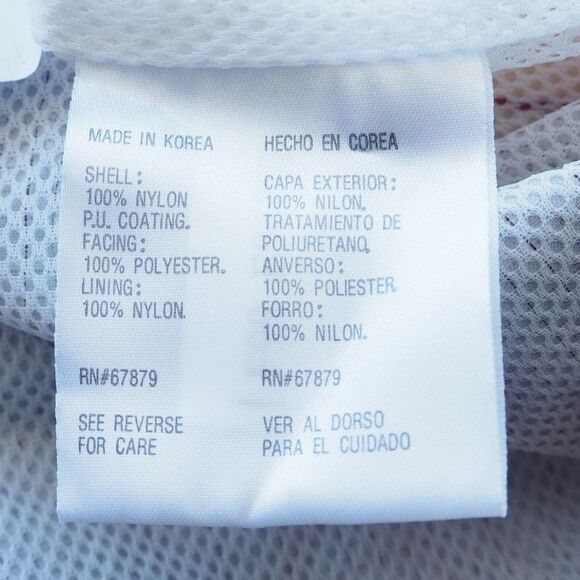 MADE IN KOREA
SHELL:
100% NYLON
P.U. COATING.
FACING:
100% POLYESTER.
LINING:
100% NYLON.
RN#67879
SEE REVERSE
FOR CARE
HECHO EN COREA
CAPA EXTERIOR:
100% NILON.
TRATAMIENTO DE
POLIURETANO.
ANVERSO:
100% POLIESTER
FORRO:
100% NILON.
RN#67879
VER AL DORSO
PARA EL CUIDADO